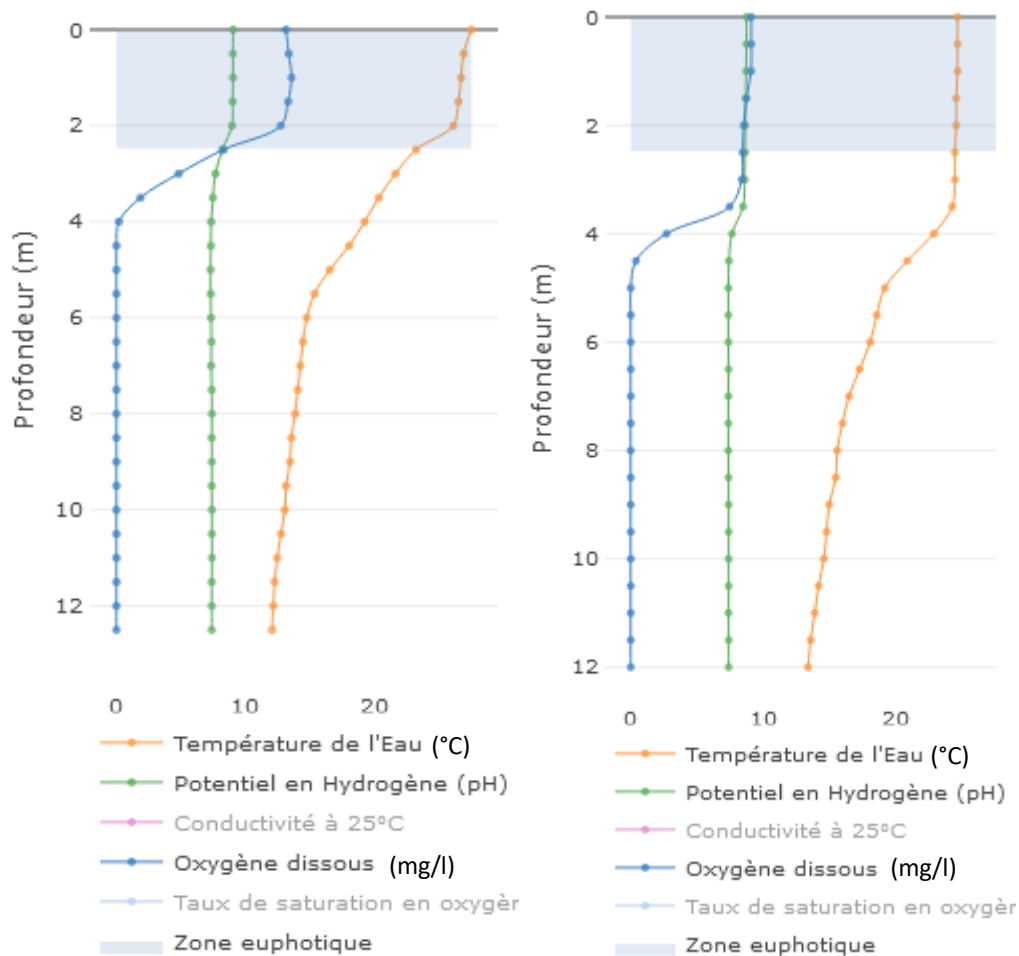 0
2
4
6
8
10
12
Profondeur (m)
0 10 20
Température de l'Eau (°C)
Potentiel en Hydrogène (pH)
Conductivité à 25°C
Oxygène dissous (mg/l)
Taux de saturation en oxygèr
Zone euphotique
0
2
4
6
8
10
12
Profondeur (m)
0 10 20
Température de l'Eau (°C)
Potentiel en Hydrogène (pH)
Conductivité à 25°C
Oxygène dissous (mg/l)
Taux de saturation en oxygèr
Zone euphotique